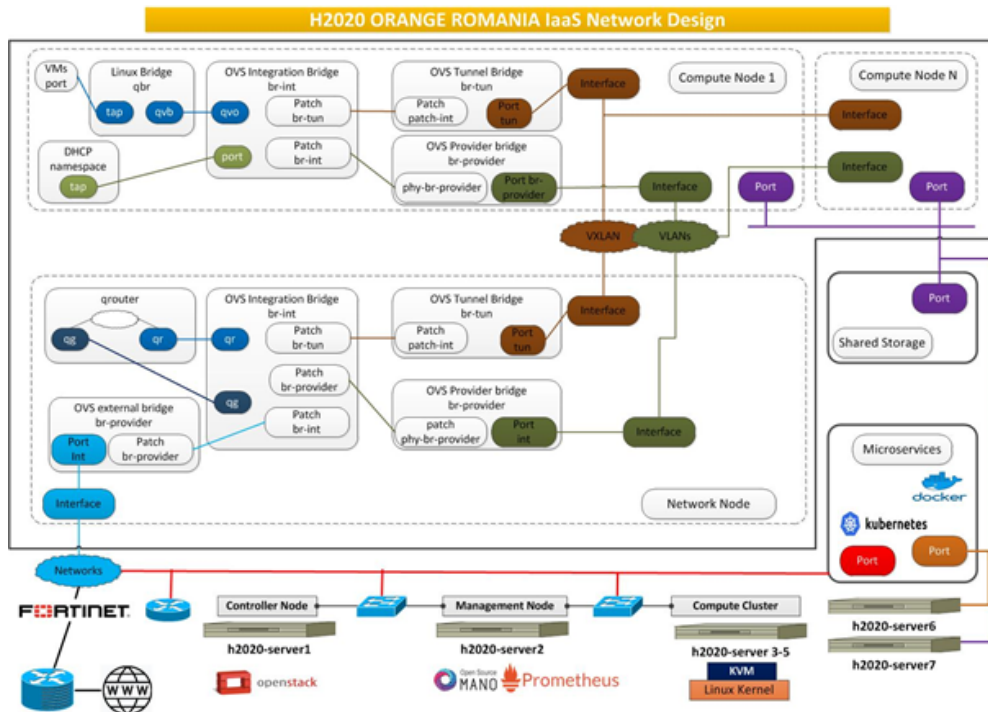 H2020 ORANGE ROMANIA IaaS Network Design
VMs
port
Linux Bridge
qbr
tap
qvb
OVS Integration Bridge
br-int
qvo
Patch
br-tun
port
Patch
br-int
OVS Tunnel Bridge
br-tun
Patch
patch-int
Port
tun
Interface
Compute Node 1
Compute Node N
Interface
Interface
Port
DHCP
namespace
tap
OVS Provider bridge
br-provider
phy-br-provider
Port br-
provider
Interface
Port
VXLAN
VLANs
qrouter
qg
qr
OVS Integration Bridge
br-int
qr
Patch
br-tun
qg
Patch
br-provider
Patch
br-int
OVS Tunnel Bridge
br-tun
Patch
patch-int
Port
tun
Interface
Port
Shared Storage
OVS external bridge
br-provider
Port
Int
Patch
br-provider
OVS Provider bridge
br-provider
patch
phy-br-provider
Port
int
Interface
Interface
Network Node
Microservices
docker
kubernetes
Port
Port
Networks
FORTINET
Controller Node
Management Node
Compute Cluster
h2020-server1
h2020-server2
h2020-server 3-5
h2020-server6
h2020-server7
WWW
openstack
Open Source
MANO
Prometheus
KVM
Linux Kernel